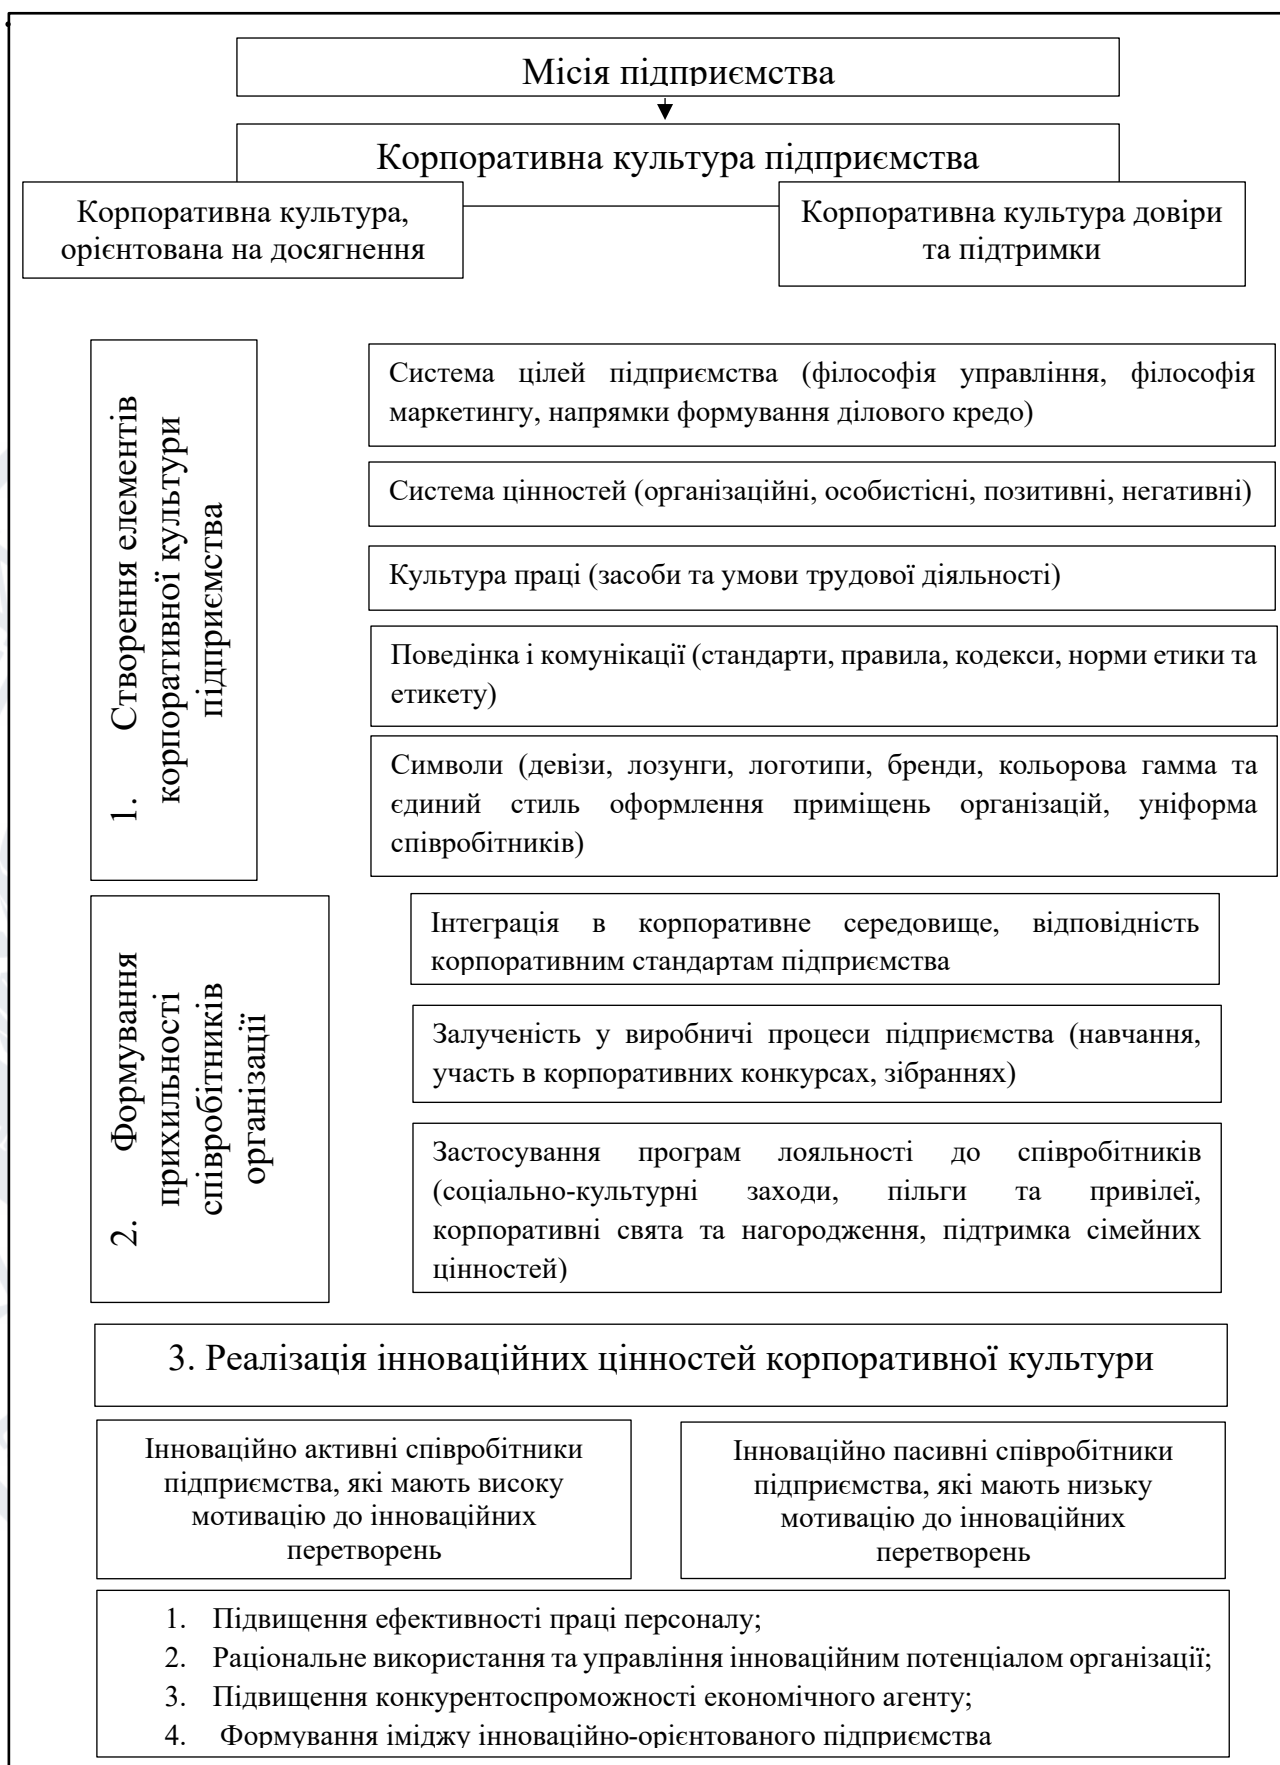 Місія підприємства
Корпоративна культура підприємства
Корпоративна культура,
орієнтована на досягнення
Корпоративна культура довіри
та підтримки
1. Створення елементів
корпоративної культури
підприємства
Система цілей підприємства (філософія управління, філософія
маркетингу, напрямки формування ділового кредо)
Система цінностей (організаційні, особистісні, позитивні, негативні)
Культура праці (засоби та умови трудової діяльності)
Поведінка і комунікації (стандарти, правила, кодекси, норми етики та
етикету)
Символи (девізи, лозунги, логотипи, бренди, кольорова гамма та
єдиний стиль оформлення приміщень організацій, уніформа
співробітників)
2. Формування
прихильності
співробітників
організації
Інтеграція в корпоративне середовище, відповідність
корпоративним стандартам підприємства
Залученість у виробничі процеси підприємства (навчання,
участь в корпоративних конкурсах, зібраннях)
Застосування програм лояльності до співробітників
(соціально-культурні заходи, пільги та привілеї,
корпоративні свята та нагородження, підтримка сімейних
цінностей)
3. Реалізація інноваційних цінностей корпоративної культури
Інноваційно активні співробітники
підприємства, які мають високу
мотивацію до інноваційних
перетворень
Інноваційно пасивні співробітники
підприємства, які мають низьку
мотивацію до інноваційних
перетворень
1. Підвищення ефективності праці персоналу;
2. Раціональне використання та управління інноваційним потенціалом організації;
3. Підвищення конкурентоспроможності економічного агенту;
4. Формування іміджу інноваційно-орієнтованого підприємства